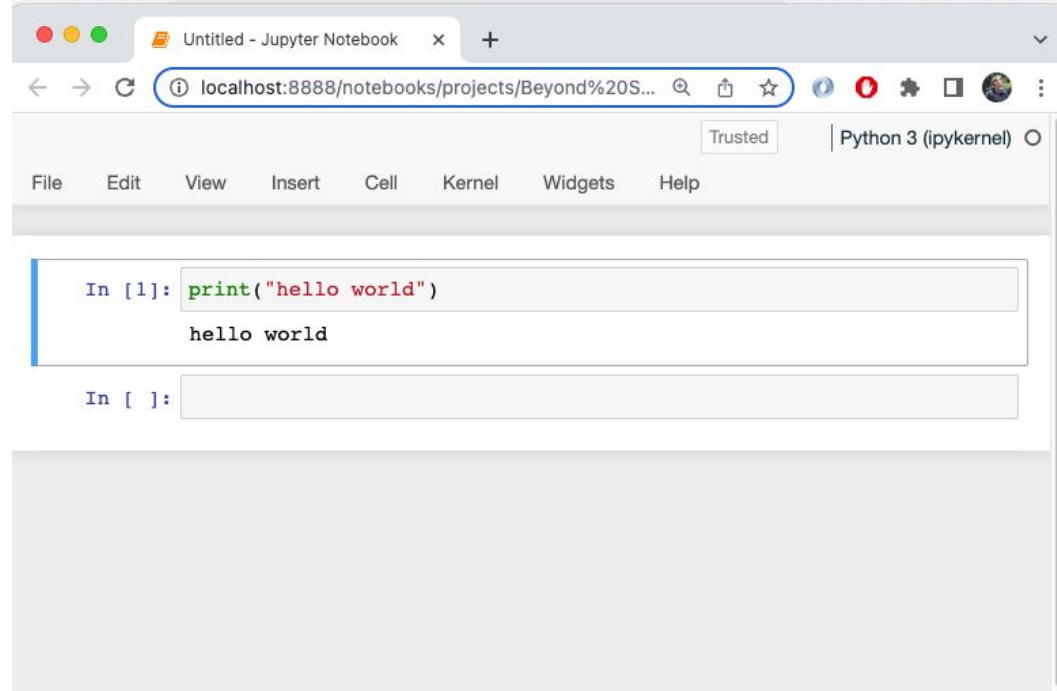 Untitled - Jupyter Notebook
localhost:8888/notebooks/projects/Beyond%20S...
Trusted Python 3 (ipykernel)
File Edit View Insert Cell Kernel Widgets Help
In [1]: print("hello world")
hello world
In [ ]: